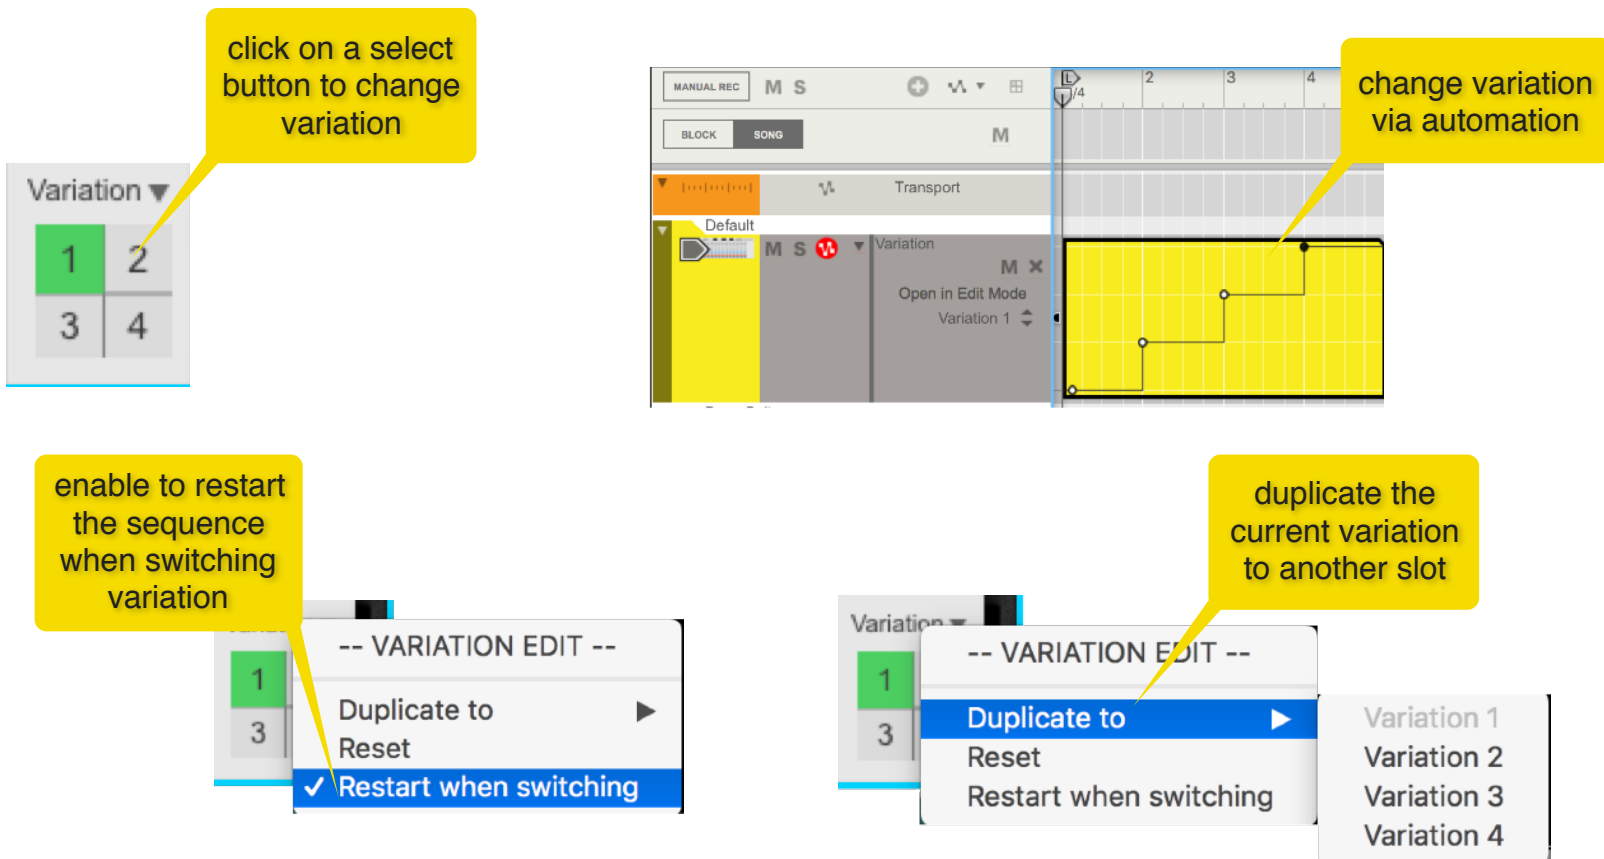 click on a select
button to change
variation
Variation
1 2
3 4
MANUAL REC M S
BLOCK SONG M
L 2 3 4
/4
change variation
via automation
Transport
Default
M S Variation
M
Open in Edit Mode
Variation 1
enable to restart
the sequence
when switching
variation
1
3
-- VARIATION EDIT --
Duplicate to
Reset
✓ Restart when switching
duplicate the
current variation
to another slot
Variation
1
3
-- VARIATION EDIT --
Duplicate to
Reset
Restart when switching
Variation 1
Variation 2
Variation 3
Variation 4